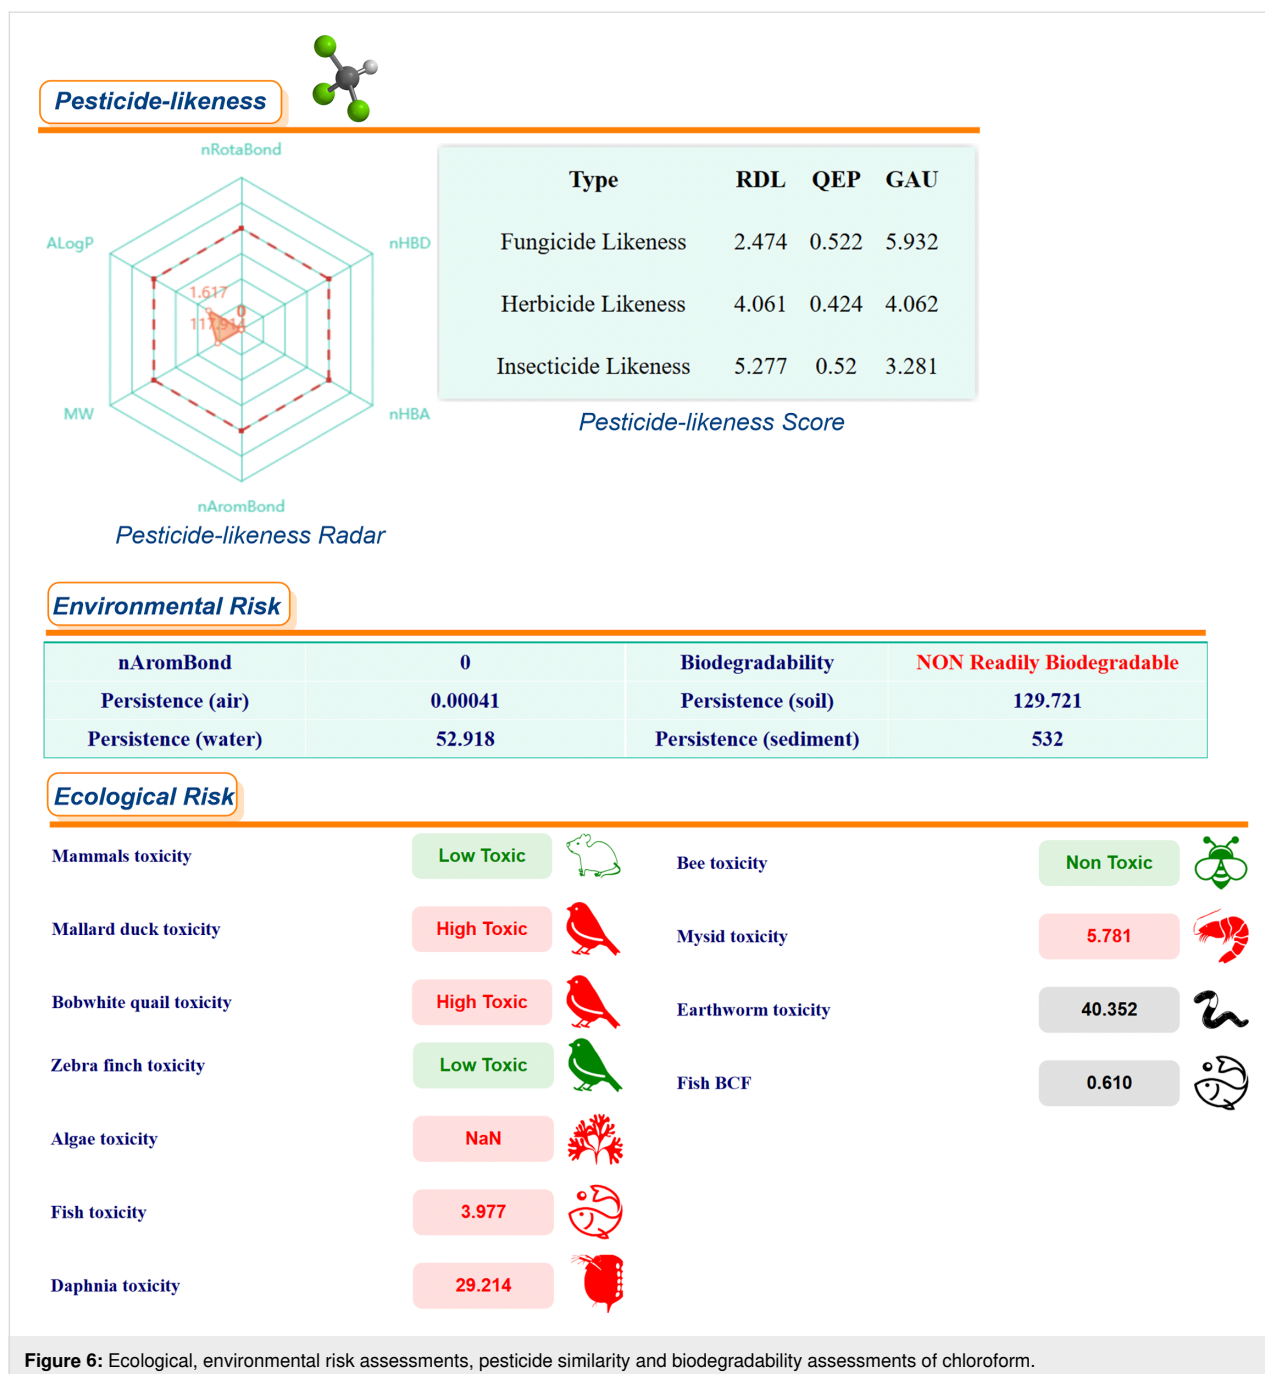 Pesticide-likeness
nRotaBond
ALogP
nHBD
1.617
0
117.914
MW
nHBA
nAromBond
Pesticide-likeness Radar
Type RDL QEP GAU
Fungicide Likeness 2.474 0.522 5.932
Herbicide Likeness 4.061 0.424 4.062
Insecticide Likeness 5.277 0.52 3.281
Pesticide-likeness Score
Environmental Risk
nAromBond 0 Biodegradability NON Readily Biodegradable
Persistence (air) 0.00041 Persistence (soil) 129.721
Persistence (water) 52.918 Persistence (sediment) 532
Ecological Risk
Mammals toxicity Low Toxic
Mallard duck toxicity High Toxic
Bobwhite quail toxicity High Toxic
Zebra finch toxicity Low Toxic
Algae toxicity NaN
Fish toxicity 3.977
Daphnia toxicity 29.214
Bee toxicity Non Toxic
Mysid toxicity 5.781
Earthworm toxicity 40.352
Fish BCF 0.610
Figure 6: Ecological, environmental risk assessments, pesticide similarity and biodegradability assessments of chloroform.